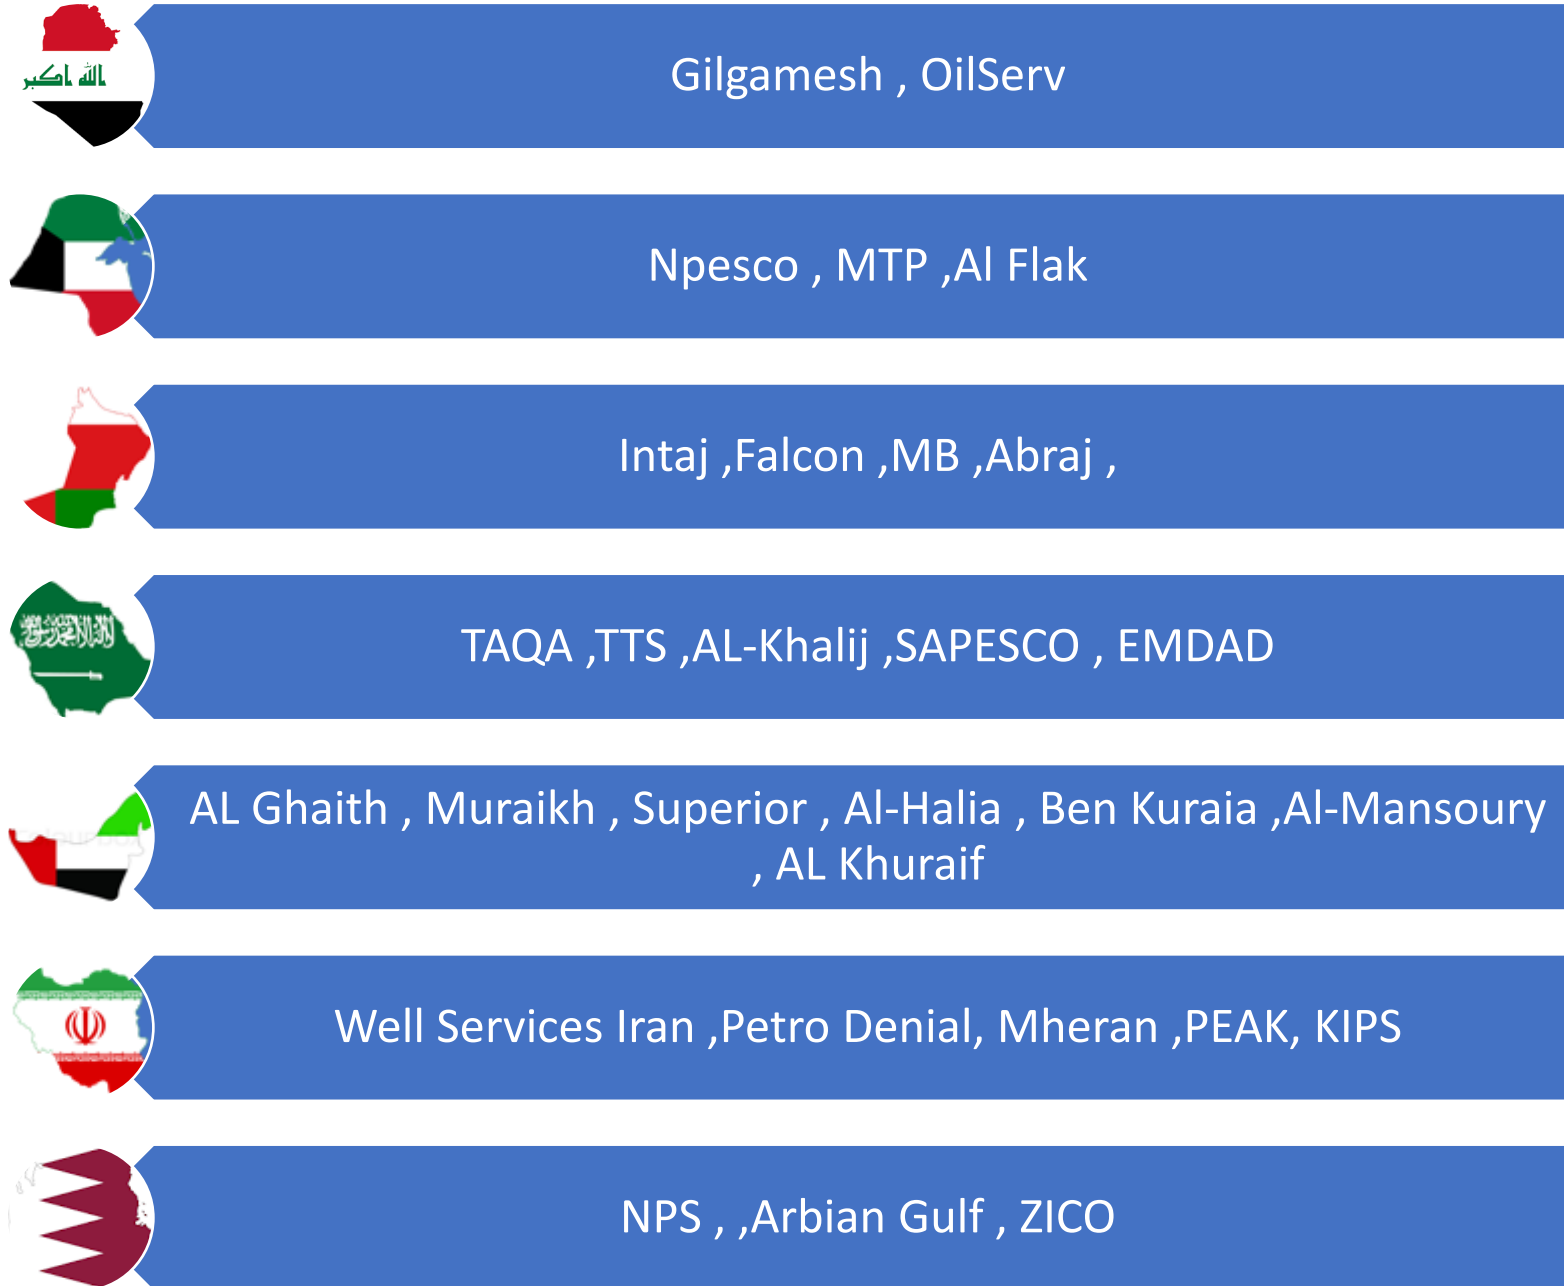 الله اكبر
Gilgamesh , OilServ
Npesco , MTP ,Al Flak
Intaj ,Falcon ,MB ,Abraj ,
TAQA ,TTS ,AL-Khalij ,SAPESCO , EMDAD
AL Ghaith , Muraikh , Superior , Al-Halia , Ben Kuraia ,Al-Mansoury
, AL Khuraif
Well Services Iran ,Petro Denial, Mheran ,PEAK, KIPS
NPS , ,Arbian Gulf , ZICO